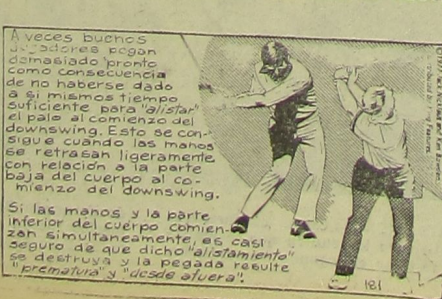 A veces buenos
jugadores pegan
demasiado pronto
como consecuencia
de no haberse dado
a sí mismos tiempo
suficiente para "alistar"
el palo al comienzo del
downswing. Esto se con-
sigue cuando las manos
se retrasan ligeramente
con relación a la parte
baja del cuerpo al co-
mienzo del downswing.
Si las manos y la parte
inferior del cuerpo comien-
zan simultaneamente, es casi
seguro de que dicho "alistamiento"
se destruya y la pegada resulte
"prematura" y "desde afuera".
181